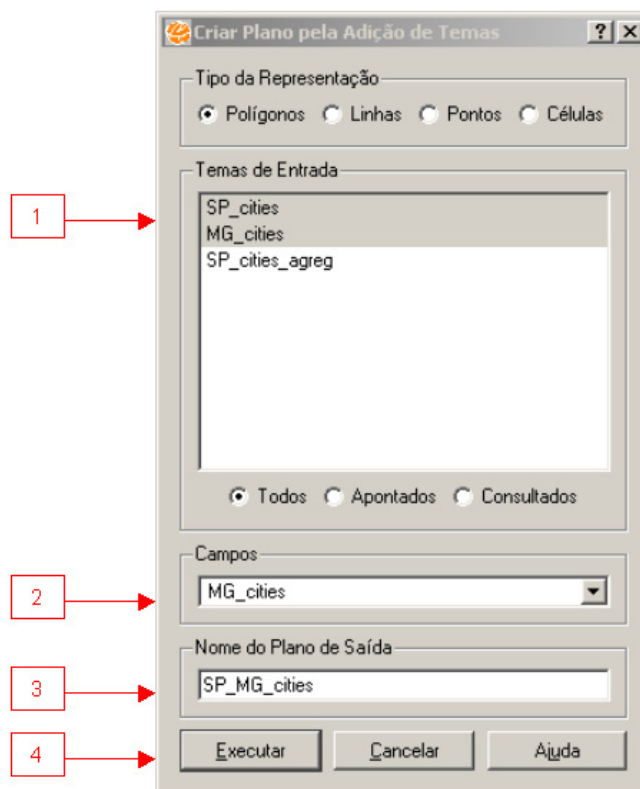 Criar Plano pela Adição de Temas
Tipo da Representação
Polígonos Linhas Pontos Células
Temas de Entrada
1
SP_cities
MG_cities
SP_cities_agreg
Todos Apontados Consultados
Campos
2
MG_cities
Nome do Plano de Saída
3
SP_MG_cities
4
Executar Cancelar Ajuda